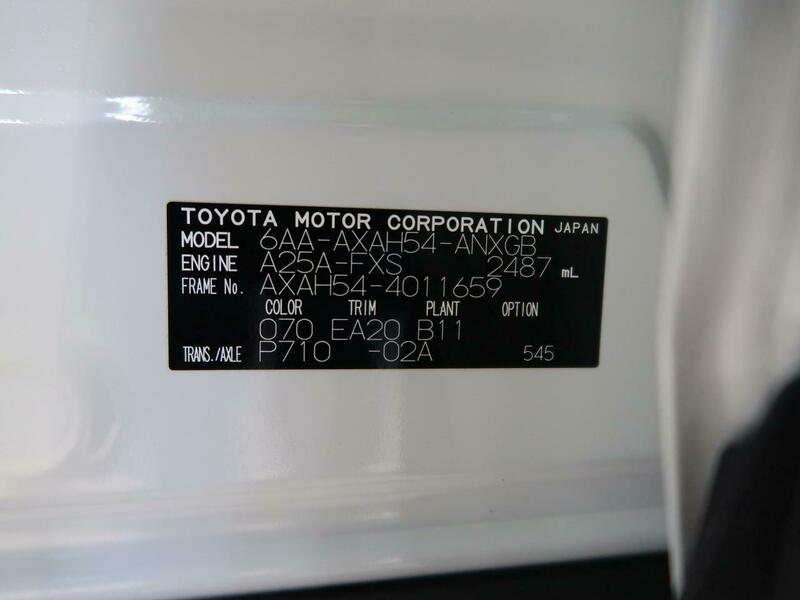 TOYOTA MOTOR CORPORATION JAPAN
MODEL 6AA-AXAH54-ANXGB
ENGINE A25A-FXS 2487 mL
FRAME No. AXAH54-4011659
COLOR TRIM PLANT OPTION
070 EA20 B11
TRANS./AXLE P710 -02A 545